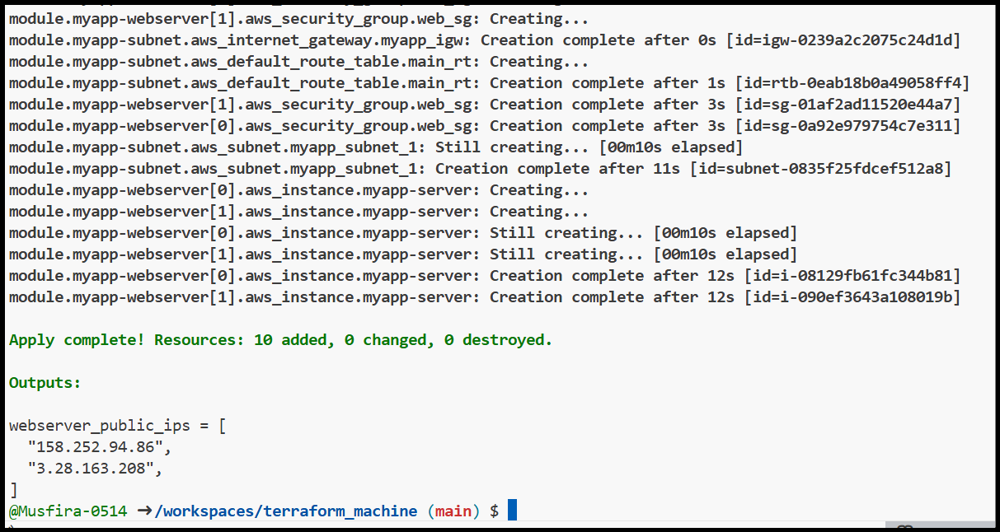 module.myapp-webserver[1].aws_security_group.web_sg: Creating...
module.myapp-subnet.aws_internet_gateway.myapp_igw: Creation complete after 0s [id=igw-0239a2c2075c24d1d]
module.myapp-subnet.aws_default_route_table.main_rt: Creating...
module.myapp-subnet.aws_default_route_table.main_rt: Creation complete after 1s [id=rtb-0eab18b0a49058ff4]
module.myapp-webserver[1].aws_security_group.web_sg: Creation complete after 3s [id=sg-01af2ad11520e44a7]
module.myapp-webserver[0].aws_security_group.web_sg: Creation complete after 3s [id=sg-0a92e979754c7e311]
module.myapp-subnet.aws_subnet.myapp_subnet_1: Still creating... [00m10s elapsed]
module.myapp-subnet.aws_subnet.myapp_subnet_1: Creation complete after 11s [id=subnet-0835f25fdcef512a8]
module.myapp-webserver[0].aws_instance.myapp-server: Creating...
module.myapp-webserver[1].aws_instance.myapp-server: Creating...
module.myapp-webserver[0].aws_instance.myapp-server: Still creating... [00m10s elapsed]
module.myapp-webserver[1].aws_instance.myapp-server: Still creating... [00m10s elapsed]
module.myapp-webserver[0].aws_instance.myapp-server: Creation complete after 12s [id=i-08129fb61fc344b81]
module.myapp-webserver[1].aws_instance.myapp-server: Creation complete after 12s [id=i-090ef3643a108019b]
Apply complete! Resources: 10 added, 0 changed, 0 destroyed.
Outputs:
webserver_public_ips = [
"158.252.94.86",
"3.28.163.208",
]
@Musfira-0514 ➜/workspaces/terraform_machine (main) $